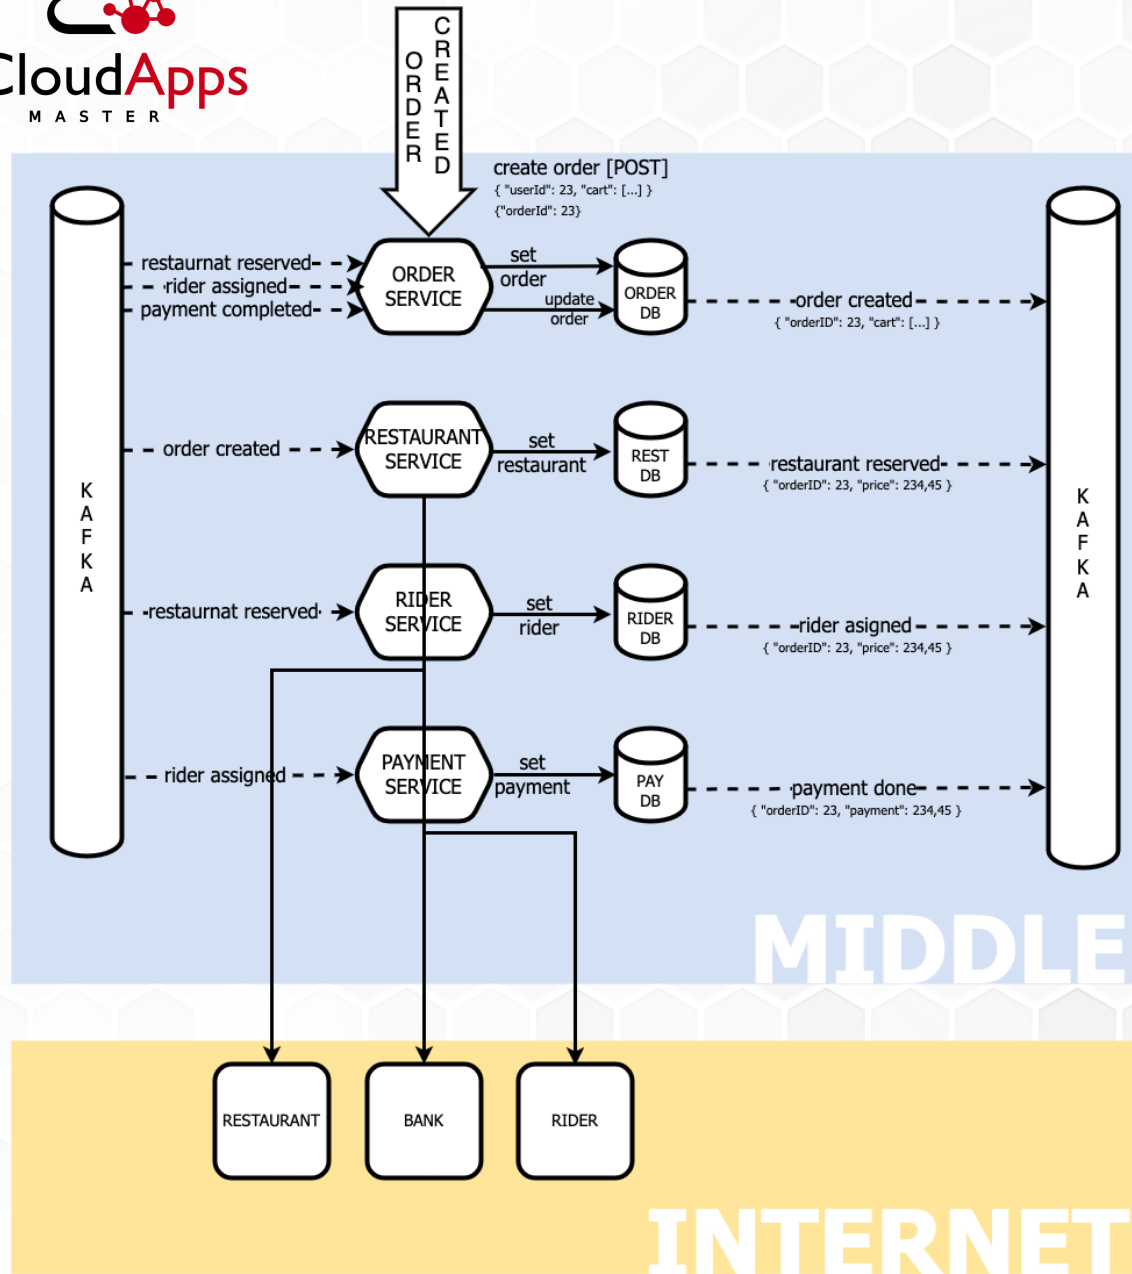 CloudApps
MASTER
ORDER
CREATED
create order [POST]
{ "userId": 23, "cart": [...] }
{"orderId": 23}
restaurnat reserved
rider assigned
payment completed
ORDER
SERVICE
set
order
update
order
ORDER
DB
order created
{ "orderID": 23, "cart": [...] }
order created
RESTAURANT
SERVICE
set
restaurant
REST
DB
restaurant reserved
{ "orderID": 23, "price": 234,45 }
KAFKA
KAFKA
restaurnat reserved
RIDER
SERVICE
set
rider
RIDER
DB
rider asigned
{ "orderID": 23, "price": 234,45 }
rider assigned
PAYMENT
SERVICE
set
payment
PAY
DB
payment done
{ "orderID": 23, "payment": 234,45 }
MIDDLE
RESTAURANT
BANK
RIDER
INTERNET